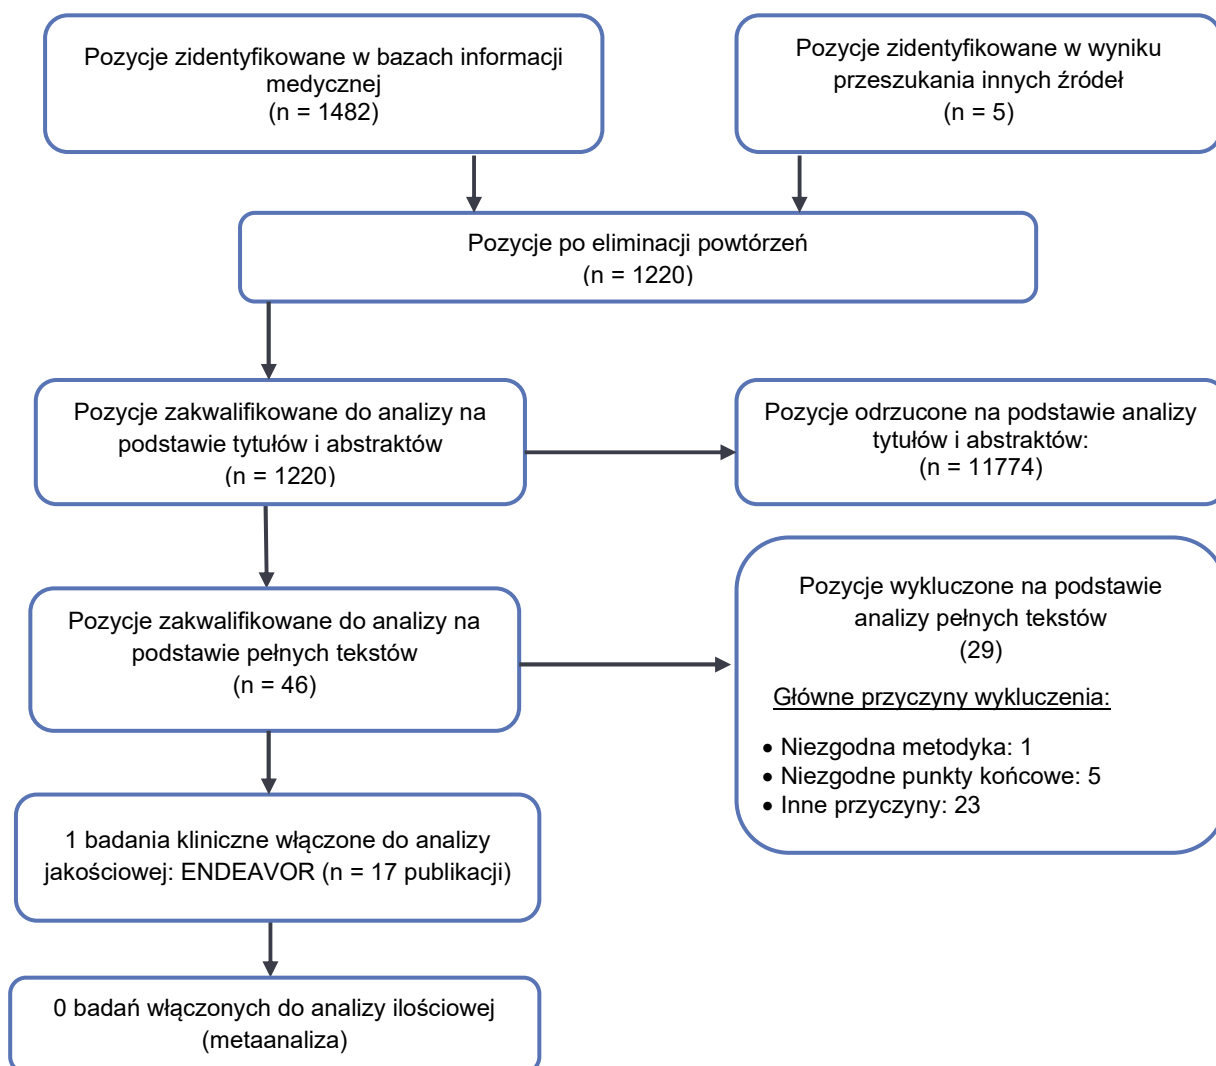 Pozycje zidentyfikowane w bazach informacji
medycznej
(n = 1482)
Pozycje zidentyfikowane w wyniku
przeszukania innych źródeł
(n = 5)
Pozycje po eliminacji powtórzeń
(n = 1220)
Pozycje zakwalifikowane do analizy na
podstawie tytułów i abstraktów
(n = 1220)
Pozycje odrzucone na podstawie analizy
tytułów i abstraktów:
(n = 11774)
Pozycje zakwalifikowane do analizy na
podstawie pełnych tekstów
(n = 46)
Pozycje wykluczone na podstawie
analizy pełnych tekstów
(29)
Główne przyczyny wykluczenia:
• Niezgodna metodyka: 1
• Niezgodne punkty końcowe: 5
• Inne przyczyny: 23
1 badania kliniczne włączone do analizy
jakościowej: ENDEAVOR (n = 17 publikacji)
0 badań włączonych do analizy ilościowej
(metaanaliza)